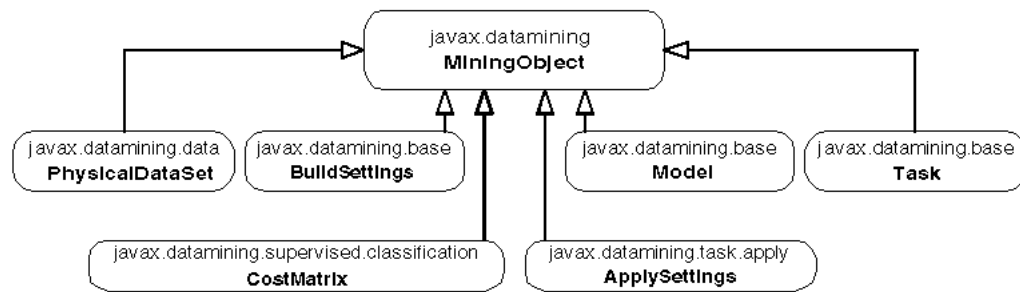 javax.datamining
MiningObject
javax.datamining.data
PhysicalDataSet
javax.datamining.base
BuildSettings
javax.datamining.base
Model
javax.datamining.base
Task
javax.datamining.supervised.classification
CostMatrix
javax.datamining.task.apply
ApplySettings